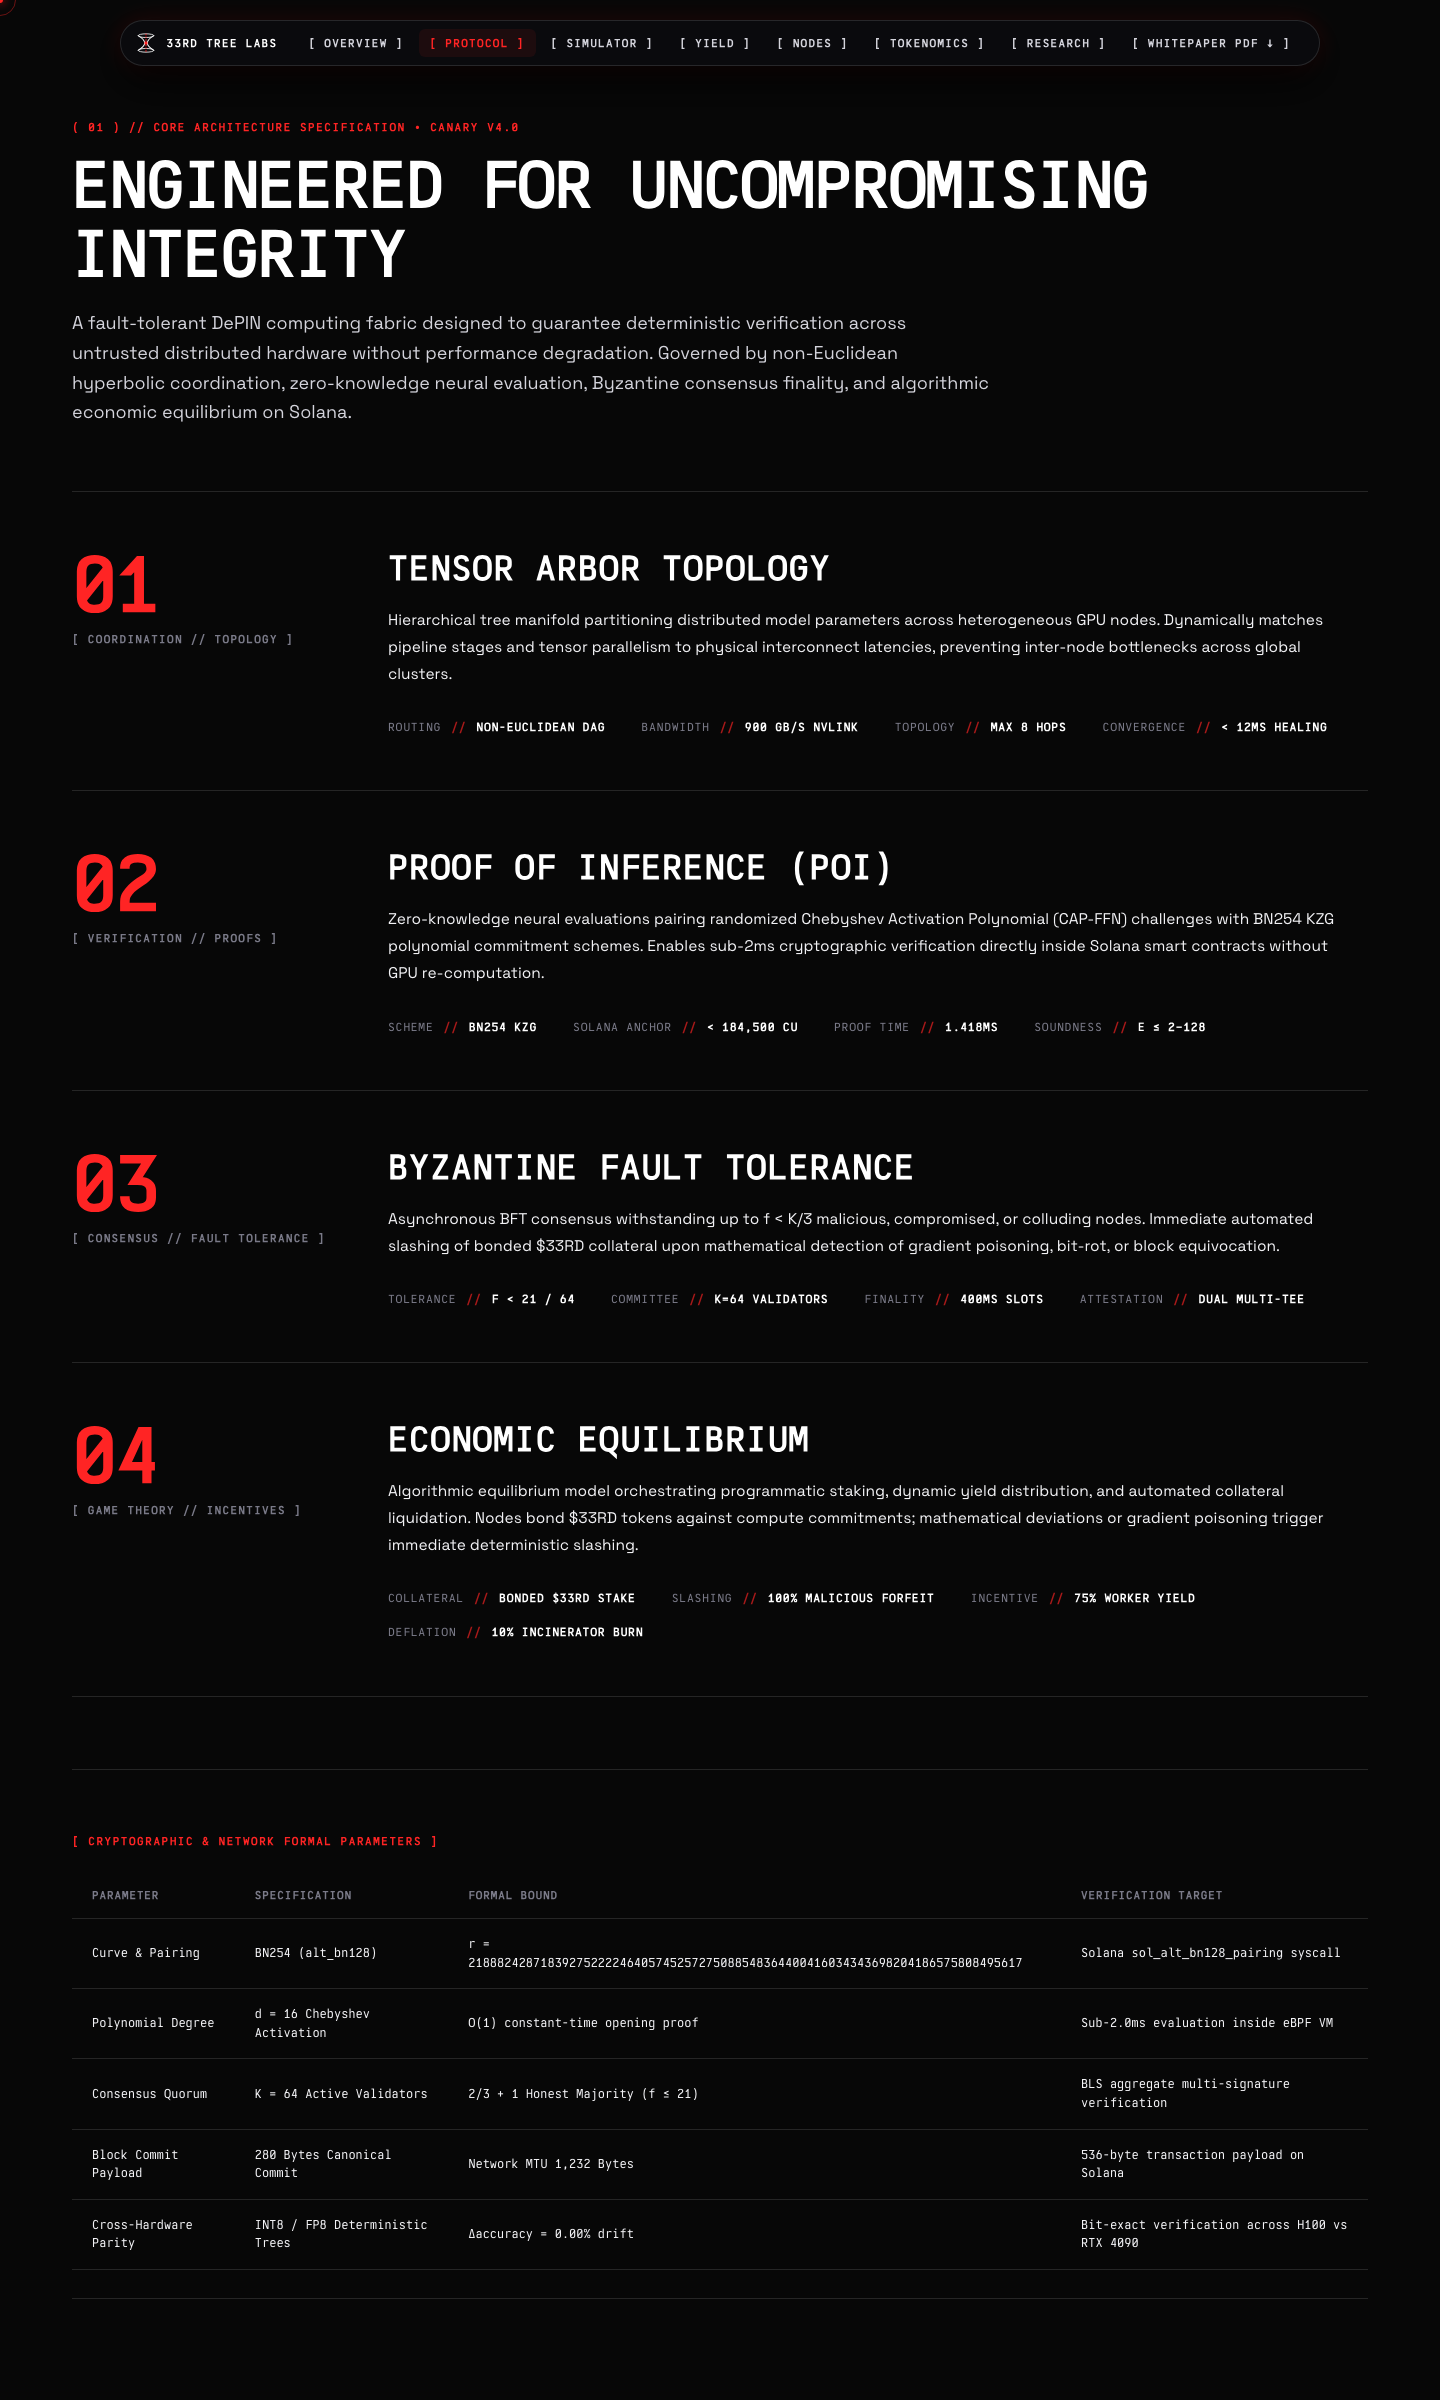 33RD TREE LABS [ OVERVIEW ] [ PROTOCOL ] [ SIMULATOR ] [ YIELD ] [ NODES ] [ TOKENOMICS ] [ RESEARCH ] [ WHITEPAPER PDF ↓ ]
( 01 ) // CORE ARCHITECTURE SPECIFICATION • CANARY V4.0
ENGINEERED FOR UNCOMPROMISING
INTEGRITY
A fault-tolerant DePIN computing fabric designed to guarantee deterministic verification across
untrusted distributed hardware without performance degradation. Governed by non-Euclidean
hyperbolic coordination, zero-knowledge neural evaluation, Byzantine consensus finality, and algorithmic
economic equilibrium on Solana.
01
[ COORDINATION // TOPOLOGY ]
TENSOR ARBOR TOPOLOGY
Hierarchical tree manifold partitioning distributed model parameters across heterogeneous GPU nodes. Dynamically matches
pipeline stages and tensor parallelism to physical interconnect latencies, preventing inter-node bottlenecks across global
clusters.
ROUTING // NON-EUCLIDEAN DAG BANDWIDTH // 900 GB/S NVLINK TOPOLOGY // MAX 8 HOPS CONVERGENCE // < 12MS HEALING
02
[ VERIFICATION // PROOFS ]
PROOF OF INFERENCE (POI)
Zero-knowledge neural evaluations pairing randomized Chebyshev Activation Polynomial (CAP-FFN) challenges with BN254 KZG
polynomial commitment schemes. Enables sub-2ms cryptographic verification directly inside Solana smart contracts without
GPU re-computation.
SCHEME // BN254 KZG SOLANA ANCHOR // < 184,500 CU PROOF TIME // 1.418MS SOUNDNESS // E ≤ 2-128
03
[ CONSENSUS // FAULT TOLERANCE ]
BYZANTINE FAULT TOLERANCE
Asynchronous BFT consensus withstanding up to f < K/3 malicious, compromised, or colluding nodes. Immediate automated
slashing of bonded $33RD collateral upon mathematical detection of gradient poisoning, bit-rot, or block equivocation.
TOLERANCE // F < 21 / 64 COMMITTEE // K=64 VALIDATORS FINALITY // 400MS SLOTS ATTESTATION // DUAL MULTI-TEE
04
[ GAME THEORY // INCENTIVES ]
ECONOMIC EQUILIBRIUM
Algorithmic equilibrium model orchestrating programmatic staking, dynamic yield distribution, and automated collateral
liquidation. Nodes bond $33RD tokens against compute commitments; mathematical deviations or gradient poisoning trigger
immediate deterministic slashing.
COLLATERAL // BONDED $33RD STAKE SLASHING // 100% MALICIOUS FORFEIT INCENTIVE // 75% WORKER YIELD
DEFLATION // 10% INCINERATOR BURN
[ CRYPTOGRAPHIC & NETWORK FORMAL PARAMETERS ]
PARAMETER SPECIFICATION FORMAL BOUND VERIFICATION TARGET
Curve & Pairing BN254 (alt_bn128) r =
21888242871839275222246405745257275088548364400416034343698204186575808495617 Solana sol_alt_bn128_pairing syscall
Polynomial Degree d = 16 Chebyshev
Activation O(1) constant-time opening proof Sub-2.0ms evaluation inside eBPF VM
Consensus Quorum K = 64 Active Validators 2/3 + 1 Honest Majority (f ≤ 21) BLS aggregate multi-signature
verification
Block Commit
Payload 280 Bytes Canonical
Commit Network MTU 1,232 Bytes 536-byte transaction payload on
Solana
Cross-Hardware
Parity INT8 / FP8 Deterministic
Trees Δaccuracy = 0.00% drift Bit-exact verification across H100 vs
RTX 4090